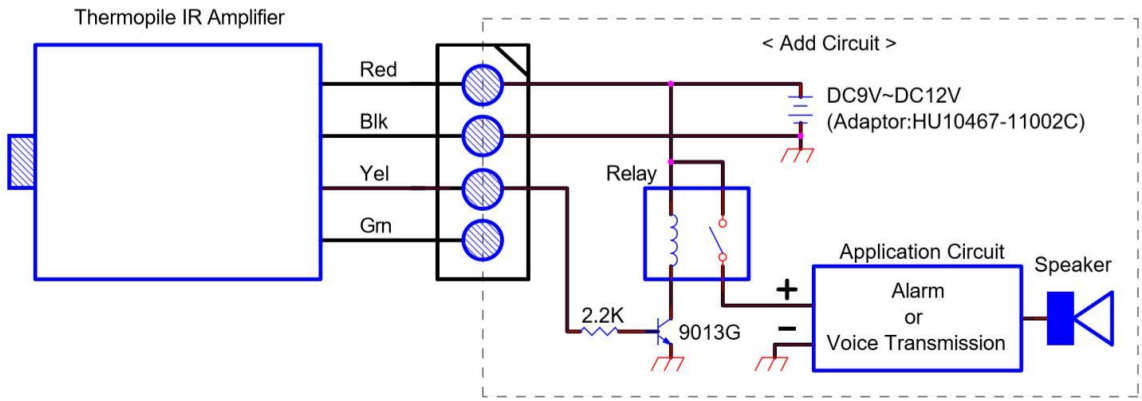 Thermopile IR Amplifier
< Add Circuit >
Red
DC9V~DC12V
Blk
(Adaptor:HU10467-11002C)
Yel
Relay
Grn
Application Circuit
Speaker
+
Alarm
or
2.2K
9013G
−
Voice Transmission